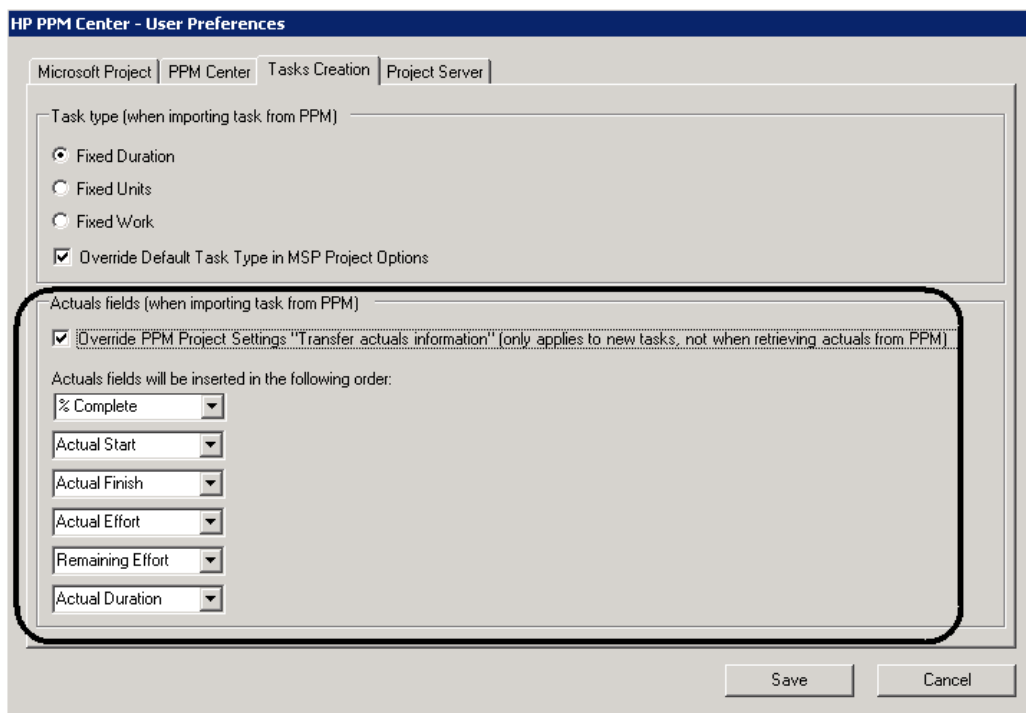 HP PPM Center - User Preferences
Microsoft Project PPM Center Tasks Creation Project Server
Task type (when importing task from PPM)
Fixed Duration
Fixed Units
Fixed Work
Override Default Task Type in MSP Project Options
Actuals fields (when importing task from PPM)
Override PPM Project Settings "Transfer actuals information" (only applies to new tasks, not when retrieving actuals from PPM)
Actuals fields will be inserted in the following order:
% Complete
Actual Start
Actual Finish
Actual Effort
Remaining Effort
Actual Duration
Save Cancel